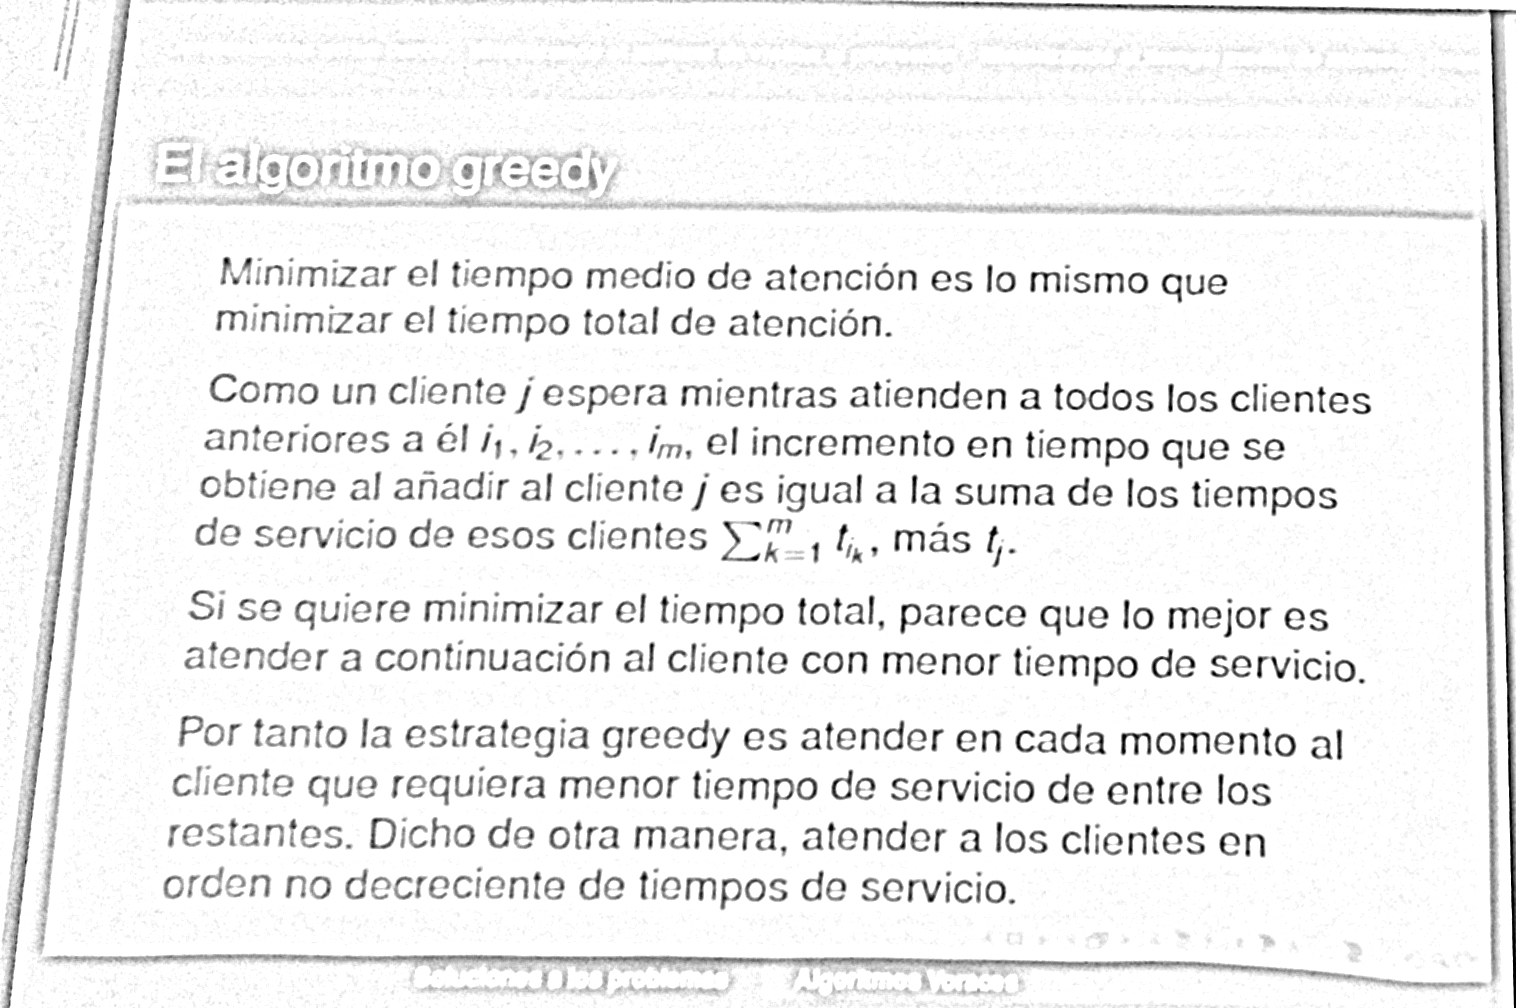 El algoritmo greedy
Minimizar el tiempo medio de atención es lo mismo que
minimizar el tiempo total de atención.
Como un cliente j espera mientras atienden a todos los clientes
anteriores a él i₁, i₂, . . . , iₘ, el incremento en tiempo que se
obtiene al añadir al cliente j es igual a la suma de los tiempos
de servicio de esos clientes ∑ᵐₖ₌₁ t_{i_k}, más t_j.
Si se quiere minimizar el tiempo total, parece que lo mejor es
atender a continuación al cliente con menor tiempo de servicio.
Por tanto la estrategia greedy es atender en cada momento al
cliente que requiera menor tiempo de servicio de entre los
restantes. Dicho de otra manera, atender a los clientes en
orden no decreciente de tiempos de servicio.
Soluciones a los problemas Algoritmos Voraces